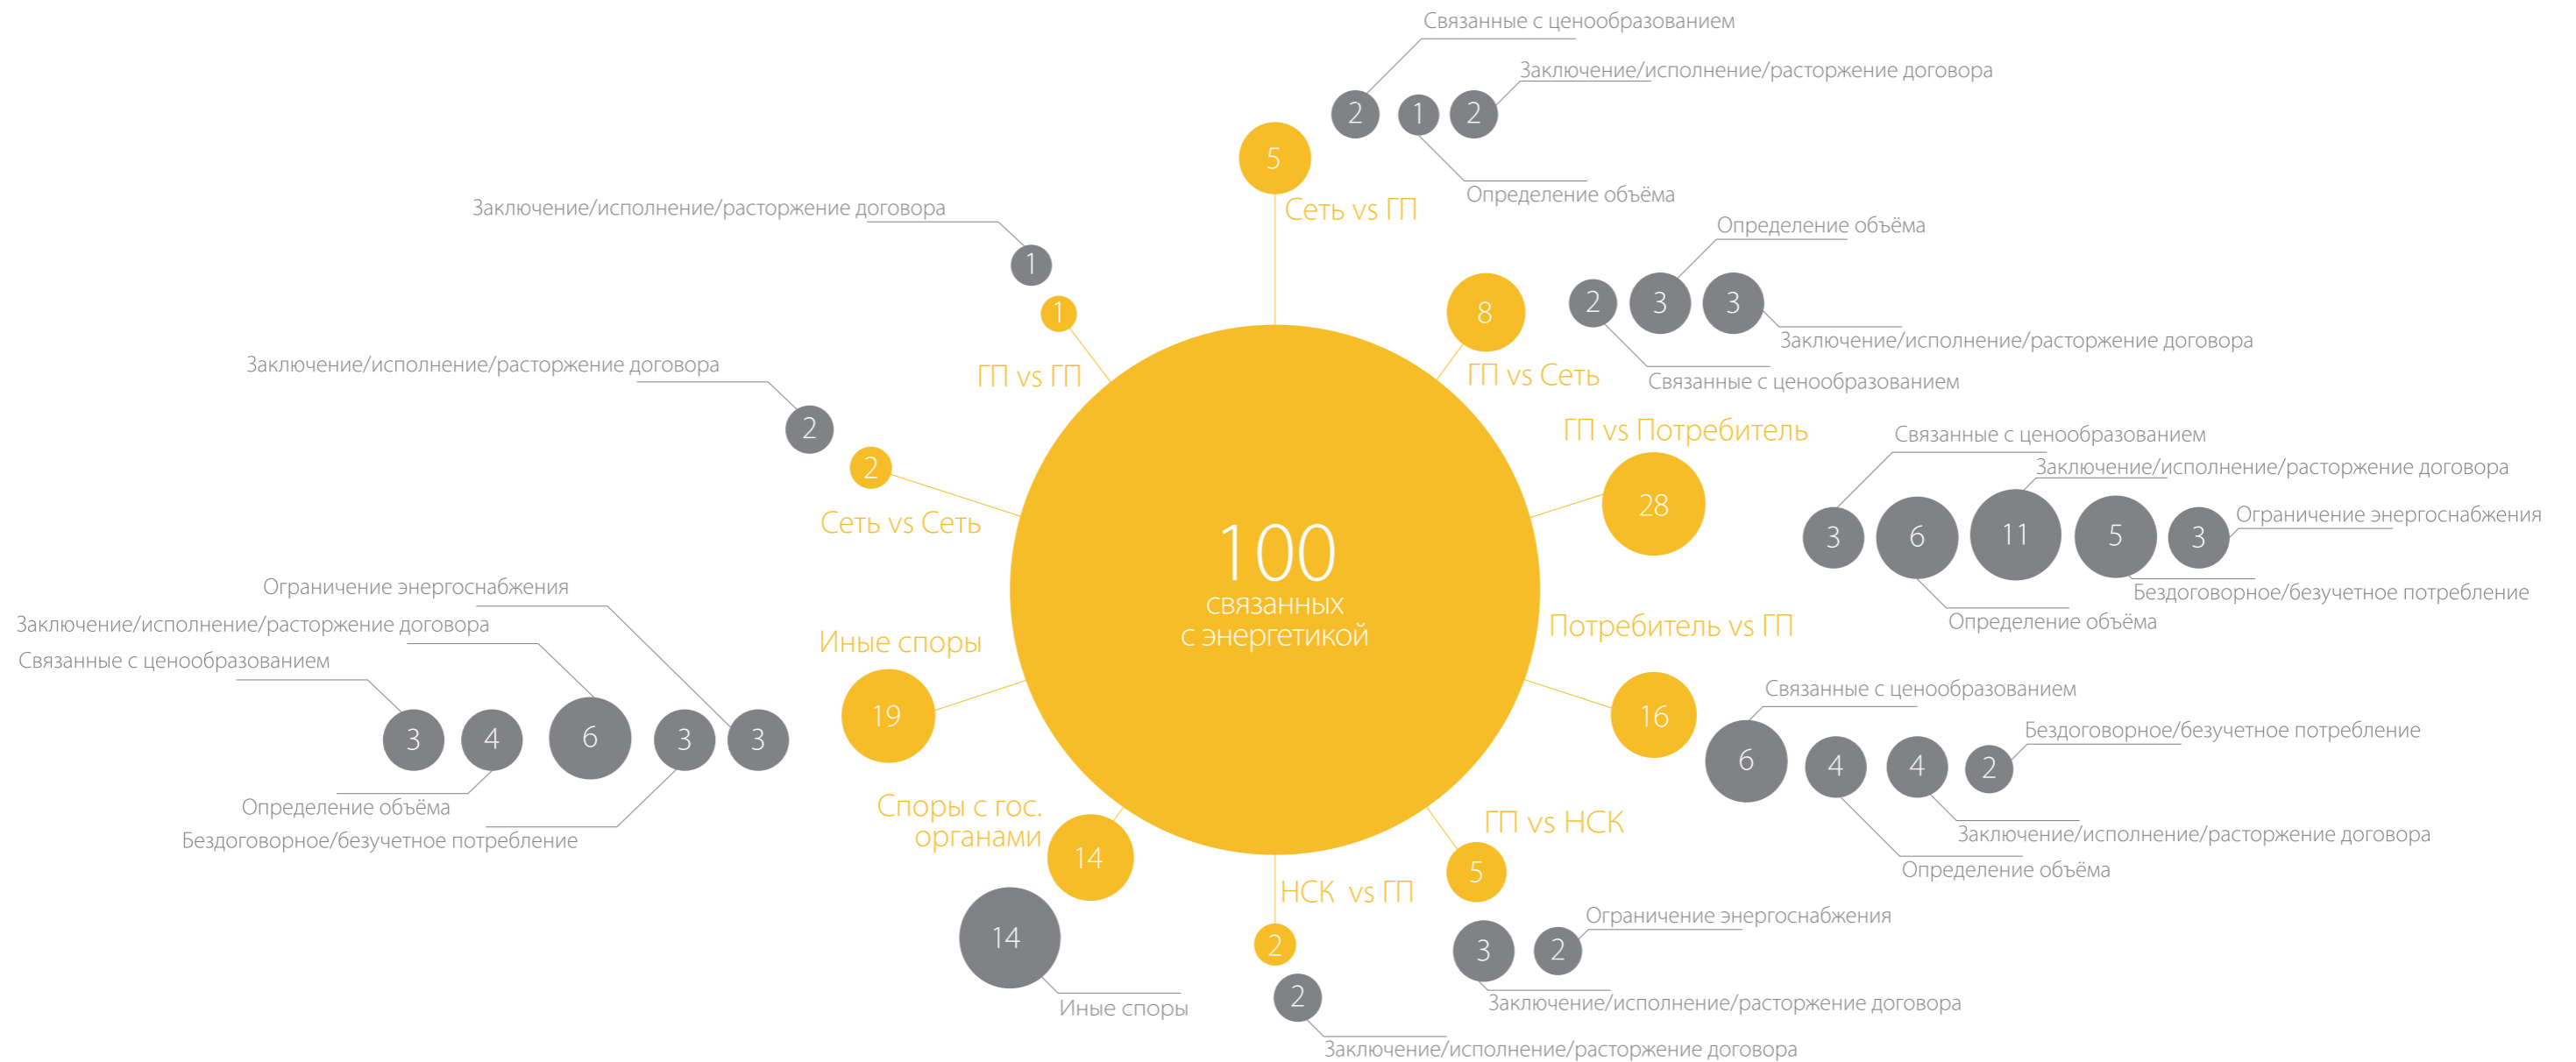 Связанные с ценообразованием
Заключение/исполнение/расторжение договора
2
1
2
5
Определение объёма
Сеть vs ГП
Определение объёма
2
3
3
8
Заключение/исполнение/расторжение договора
ГП vs Сеть
Связанные с ценообразованием
ГП vs Потребитель
28
Связанные с ценообразованием
Заключение/исполнение/расторжение договора
Ограничение энергоснабжения
3
6
11
5
3
Бездоговорное/безучетное потребление
Определение объёма
Потребитель vs ГП
16
Связанные с ценообразованием
Бездоговорное/безучетное потребление
6
4
4
2
Заключение/исполнение/расторжение договора
Определение объёма
ГП vs НСК
5
Ограничение энергоснабжения
3
2
Заключение/исполнение/расторжение договора
НСК vs ГП
2
2
Заключение/исполнение/расторжение договора
Споры с гос.
органами
14
14
Иные споры
Иные споры
19
Ограничение энергоснабжения
Заключение/исполнение/расторжение договора
Связанные с ценообразованием
3
4
6
3
3
Определение объёма
Бездоговорное/безучетное потребление
Заключение/исполнение/расторжение договора
2
2
Сеть vs Сеть
Заключение/исполнение/расторжение договора
1
1
ГП vs ГП
100
связанных
с энергетикой